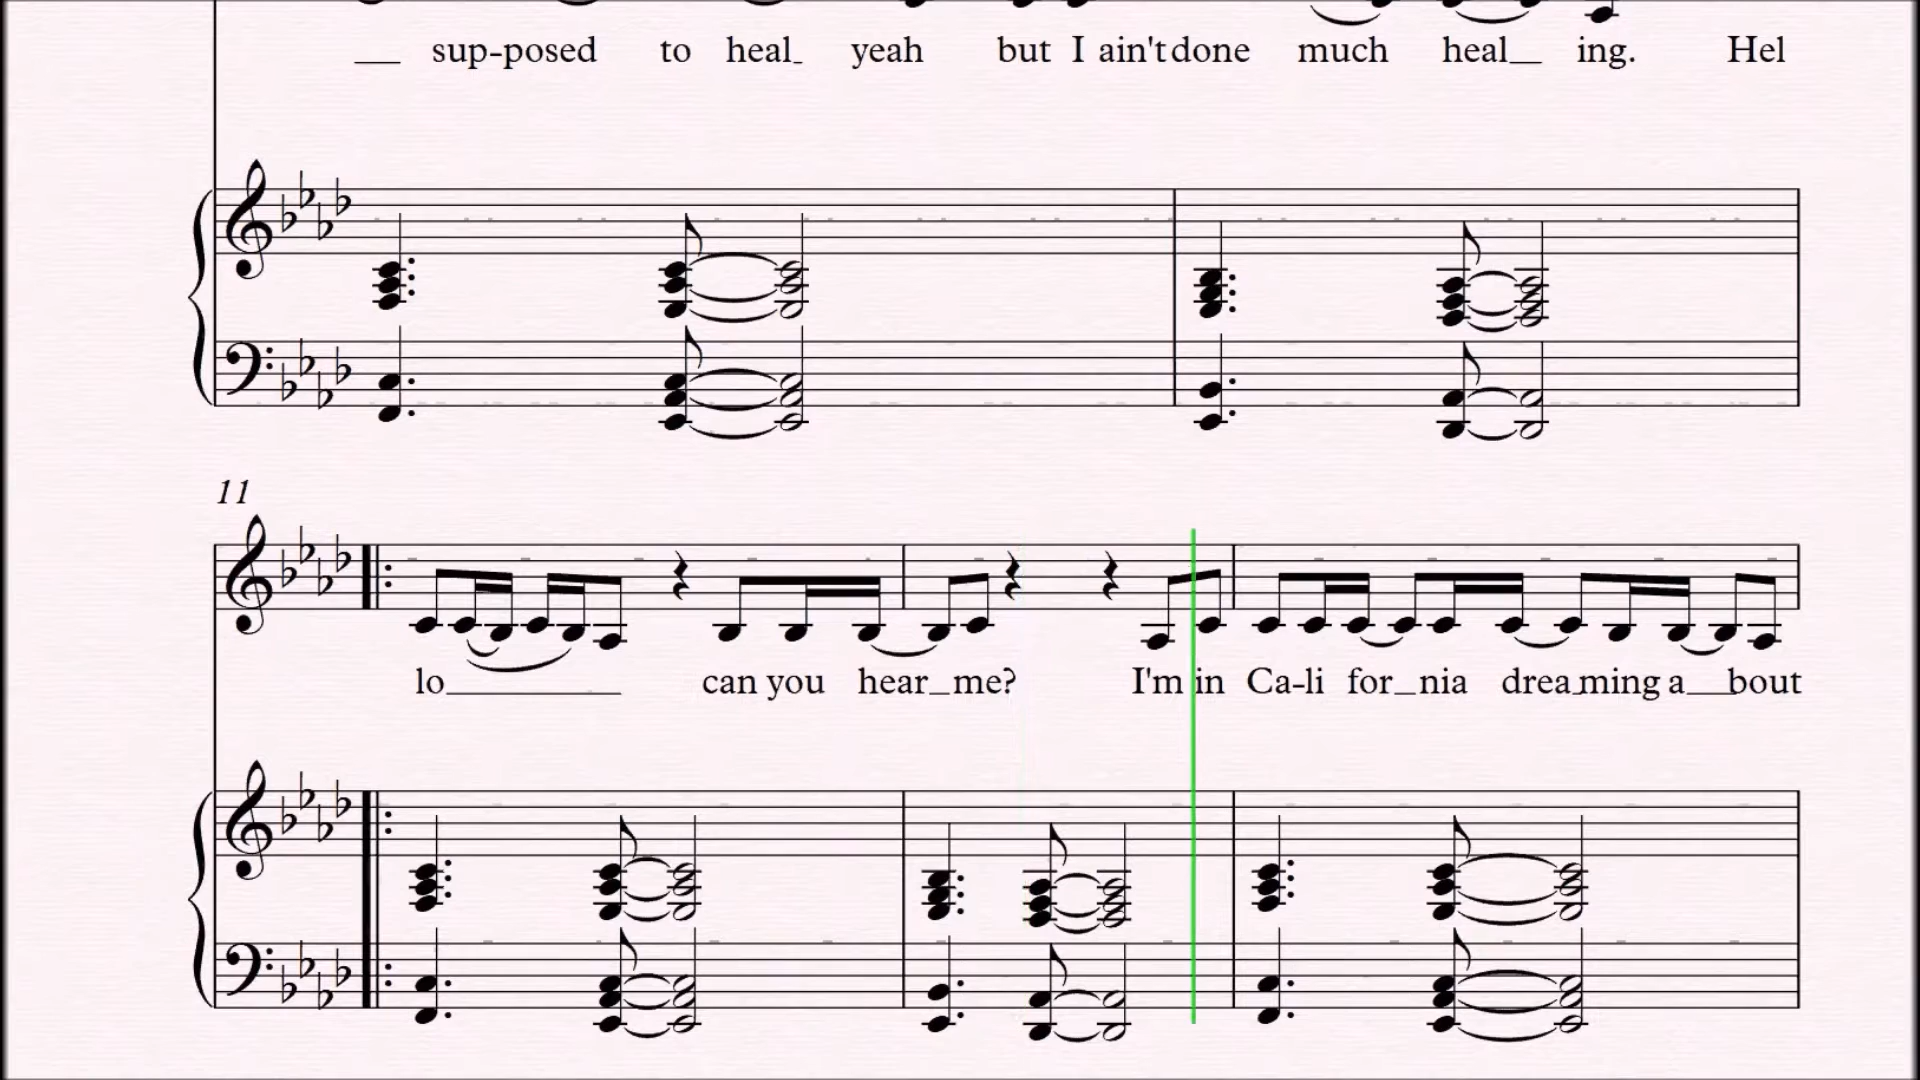 __ sup-posed to heal_ yeah but I ain't done much heal__ ing. Hel
11
lo________ can you hear_me? I'm in Ca-li for_nia drea_ming a__bout